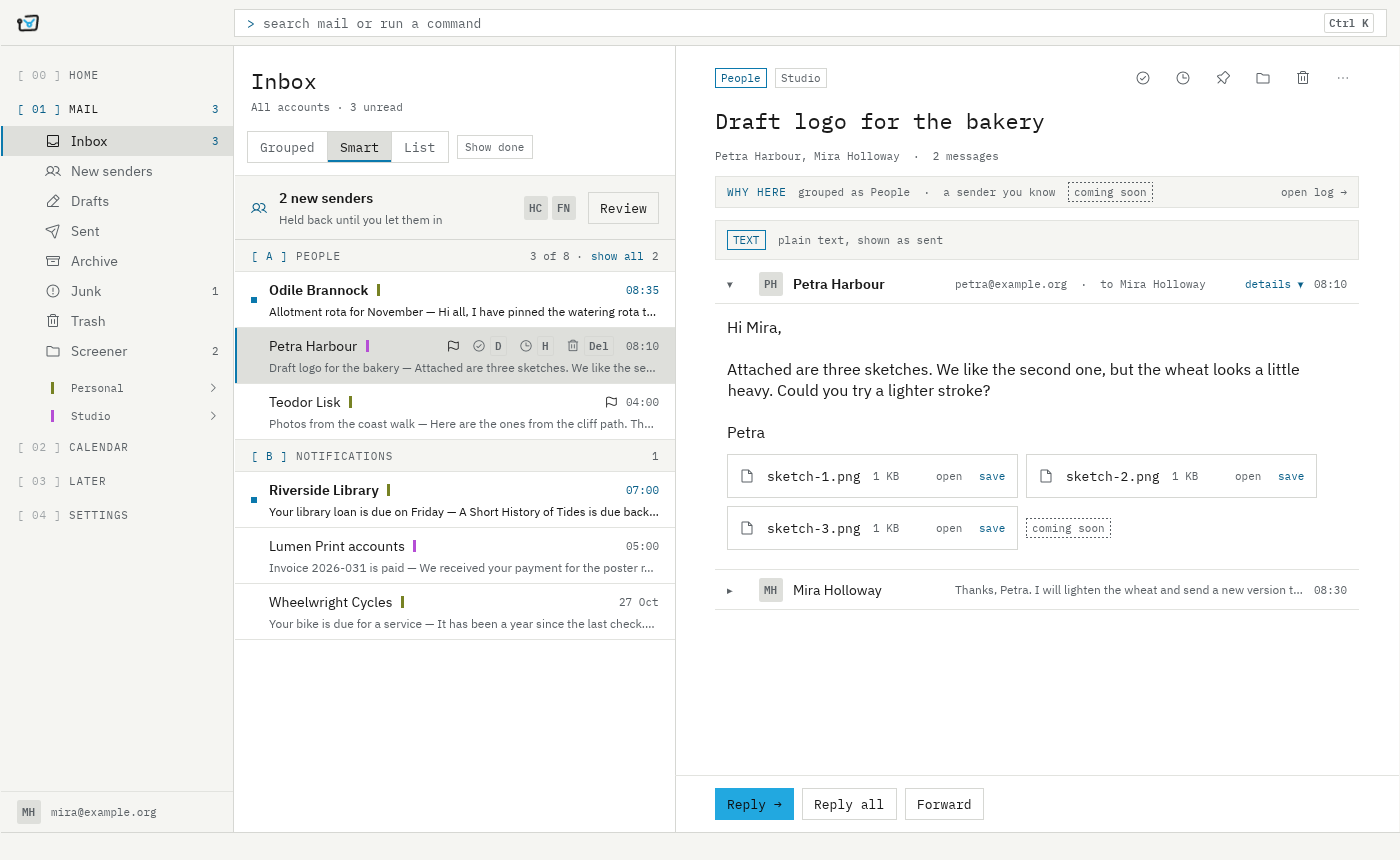 > search mail or run a command Ctrl K
[ 00 ] HOME
[ 01 ] MAIL 3
Inbox 3
New senders
Drafts
Sent
Archive
Junk 1
Trash
Screener 2
Personal
Studio
[ 02 ] CALENDAR
[ 03 ] LATER
[ 04 ] SETTINGS
MH mira@example.org
Inbox
All accounts · 3 unread
Grouped Smart List Show done
2 new senders
Held back until you let them in
HC FN Review
[ A ] PEOPLE 3 of 8 · show all 2
Odile Brannock 08:35
Allotment rota for November — Hi all, I have pinned the watering rota t…
Petra Harbour D H Del 08:10
Draft logo for the bakery — Attached are three sketches. We like the se…
Teodor Lisk 04:00
Photos from the coast walk — Here are the ones from the cliff path. Th…
[ B ] NOTIFICATIONS 1
Riverside Library 07:00
Your library loan is due on Friday — A Short History of Tides is due back…
Lumen Print accounts 05:00
Invoice 2026-031 is paid — We received your payment for the poster r…
Wheelwright Cycles 27 Oct
Your bike is due for a service — It has been a year since the last check.…
People Studio
Draft logo for the bakery
Petra Harbour, Mira Holloway · 2 messages
WHY HERE grouped as People · a sender you know coming soon open log →
TEXT plain text, shown as sent
▾ PH Petra Harbour petra@example.org · to Mira Holloway details ▾ 08:10
Hi Mira,
Attached are three sketches. We like the second one, but the wheat looks a little
heavy. Could you try a lighter stroke?
Petra
sketch-1.png 1 KB open save
sketch-2.png 1 KB open save
sketch-3.png 1 KB open save
coming soon
▸ MH Mira Holloway Thanks, Petra. I will lighten the wheat and send a new version t… 08:30
Reply → Reply all Forward